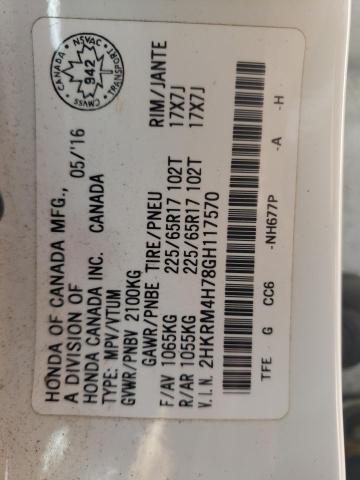 HONDA OF CANADA MFG.,
A DIVISION OF 05/'16
HONDA CANADA INC. CANADA
TYPE: MPV/VTUM
GVWR/PNBV 2100KG
GAWR/PNBE TIRE/PNEU RIM/JANTE
F/AV 1065KG 225/65R17 102T 17X7J
R/AR 1055KG 225/65R17 102T 17X7J
V.I.N. 2HKRM4H78GH117570
TFE G CC6 -NH677P -A -H
CANADA NSVAC TRANSPORT CMVSS
942